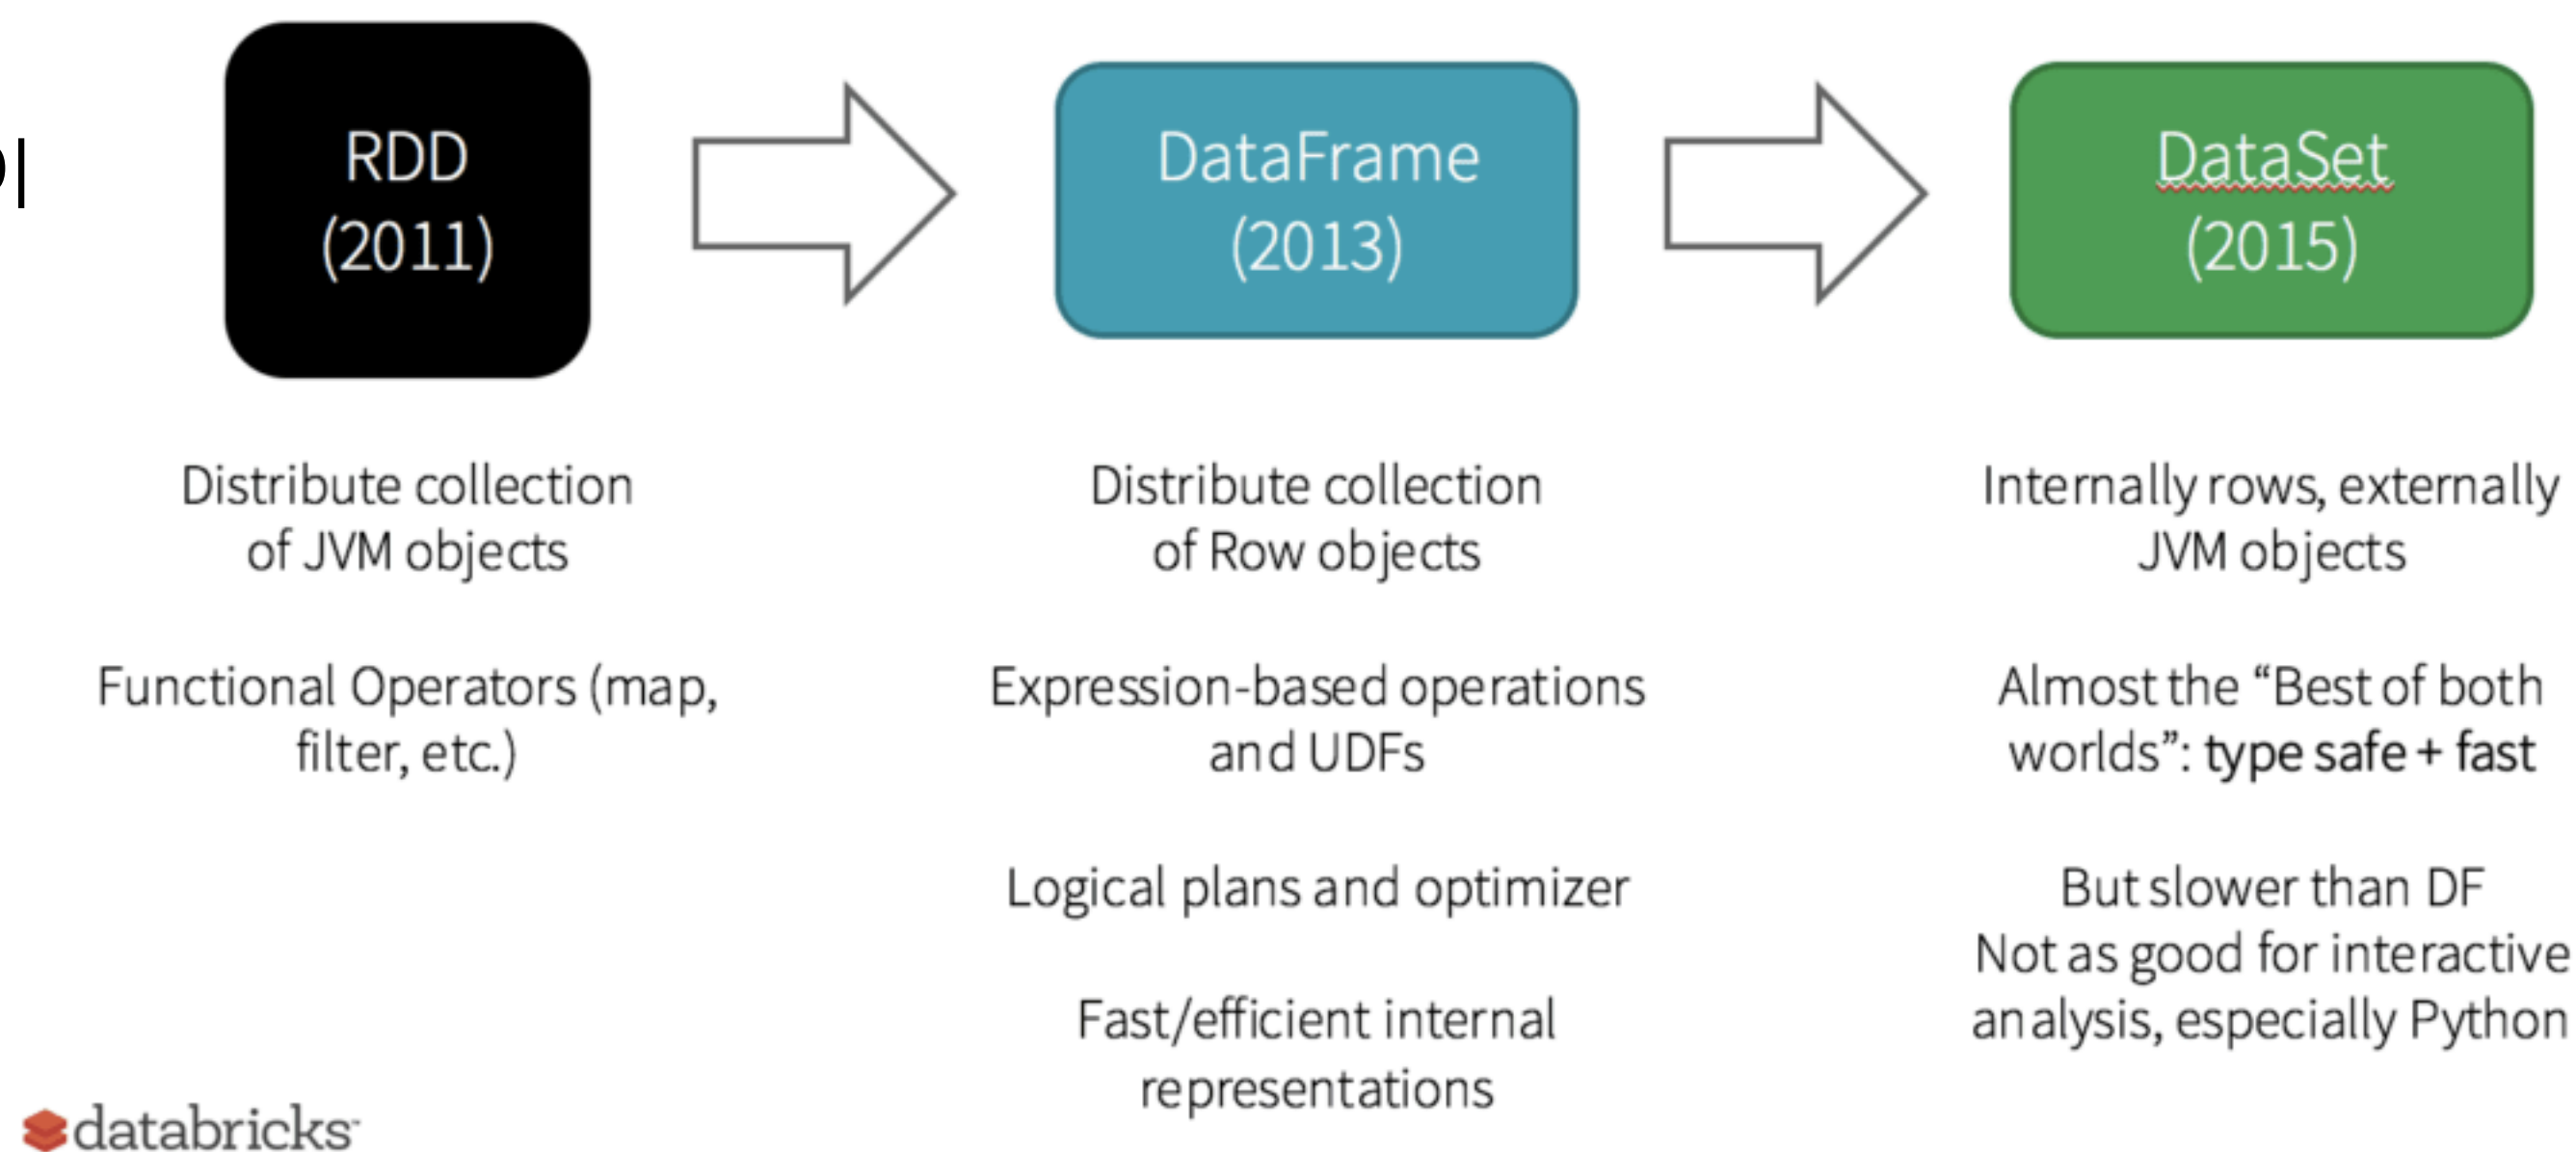 RDD
(2011)
DataFrame
(2013)
DataSet
(2015)
Distribute collection
of JVM objects
Functional Operators (map,
filter, etc.)
Distribute collection
of Row objects
Expression-based operations
and UDFs
Logical plans and optimizer
Fast/efficient internal
representations
Internally rows, externally
JVM objects
Almost the “Best of both
worlds”: type safe + fast
But slower than DF
Not as good for interactive
analysis, especially Python
databricks™